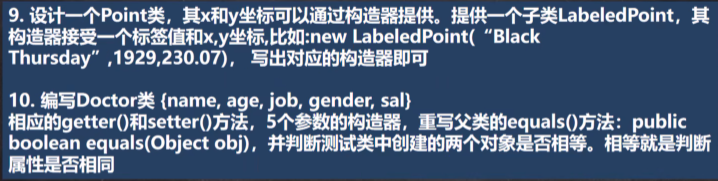 9. 设计一个Point类，其x和y坐标可以通过构造器提供。提供一个子类LabeledPoint，其
构造器接受一个标签值和x,y坐标,比如:new LabeledPoint(“Black
Thursday”,1929,230.07)， 写出对应的构造器即可
10. 编写Doctor类 {name, age, job, gender, sal}
相应的getter()和setter()方法，5个参数的构造器，重写父类的equals()方法：public
boolean equals(Object obj)，并判断测试类中创建的两个对象是否相等。相等就是判断
属性是否相同